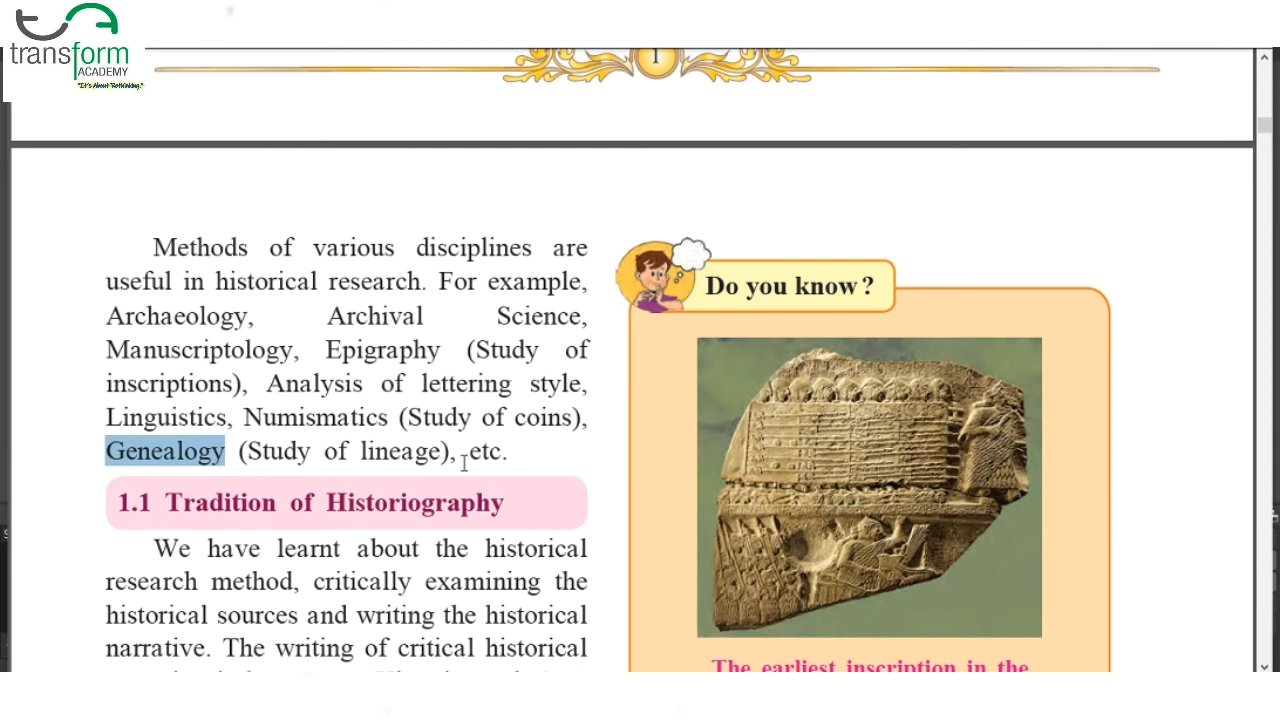 transform
ACADEMY
"It's About Rethinking."
1
Methods of various disciplines are
useful in historical research. For example,
Archaeology, Archival Science,
Manuscriptology, Epigraphy (Study of
inscriptions), Analysis of lettering style,
Linguistics, Numismatics (Study of coins),
Genealogy (Study of lineage), etc.
1.1 Tradition of Historiography
We have learnt about the historical
research method, critically examining the
historical sources and writing the historical
narrative. The writing of critical historical
Do you know?
The earliest inscription in the